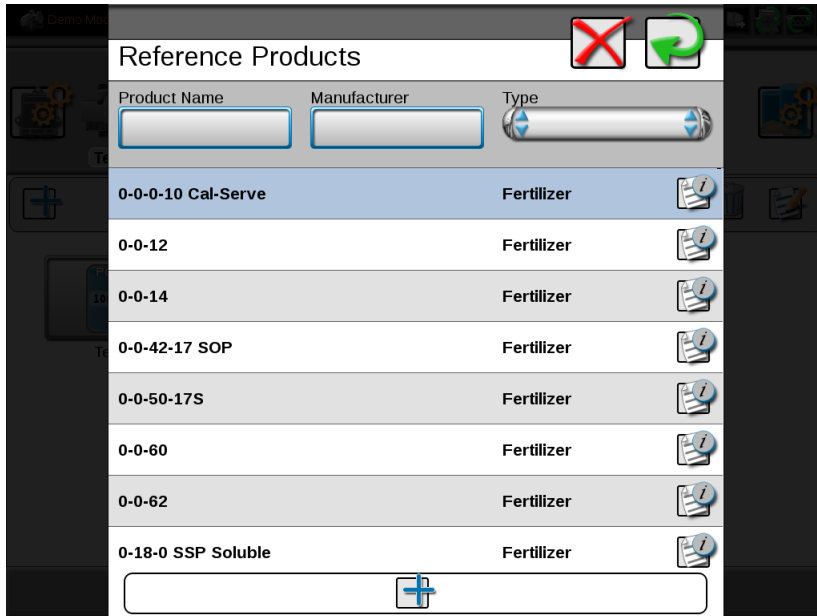 Demo Mod
Reference Products
Product Name Manufacturer Type
0-0-0-10 Cal-Serve Fertilizer
0-0-12 Fertilizer
0-0-14 Fertilizer
0-0-42-17 SOP Fertilizer
0-0-50-17S Fertilizer
0-0-60 Fertilizer
0-0-62 Fertilizer
0-18-0 SSP Soluble Fertilizer